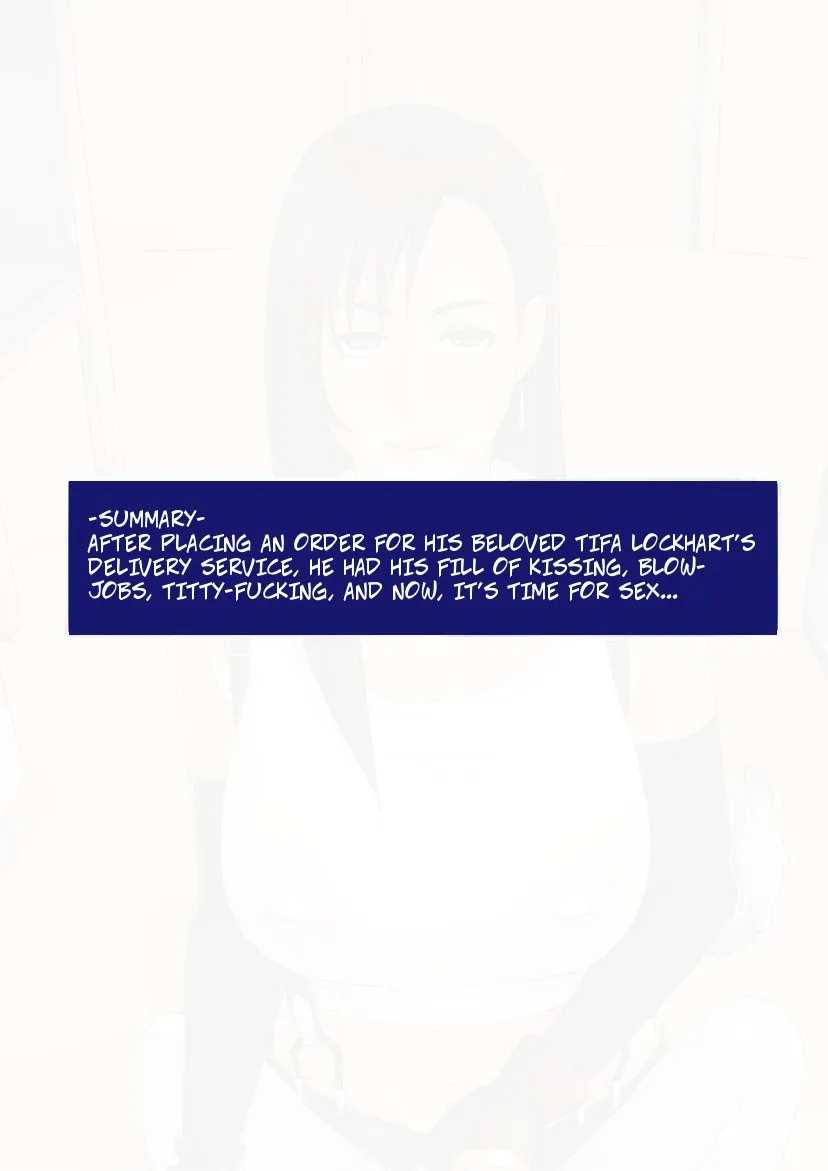 -SUMMARY-
AFTER PLACING AN ORDER FOR HIS BELOVED TIFA LOCKHART'S
DELIVERY SERVICE, HE HAD HIS FILL OF KISSING, BLOW-
JOBS, TITTY-FUCKING, AND NOW, IT'S TIME FOR SEX...